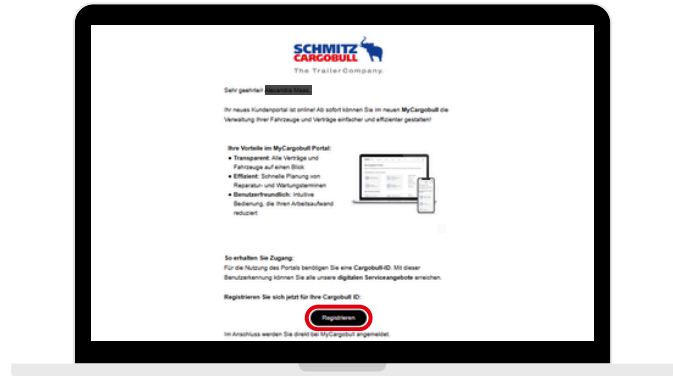 SCHMITZ
CARGOBULL
The Trailer Company.
Sehr geehrte/r
Ihr neues Kundenportal ist online! Ab sofort können Sie im neuen MyCargobull die
Verwaltung Ihrer Fahrzeuge und Verträge einfacher und effizienter gestalten!
Ihre Vorteile im MyCargobull Portal:
• Transparent: Alle Verträge und
Fahrzeuge auf einen Blick
• Effizient: Schnelle Planung von
Reparatur- und Wartungsterminen
• Benutzerfreundlich: Intuitive
Bedienung, die Ihren Arbeitsaufwand
reduziert
So erhalten Sie Zugang:
Für die Nutzung des Portals benötigen Sie eine Cargobull-ID. Mit dieser
Benutzerkennung können Sie alle unsere digitalen Serviceangebote erreichen.
Registrieren Sie sich jetzt für Ihre Cargobull ID:
Registrieren
Im Anschluss werden Sie direkt bei MyCargobull angemeldet.